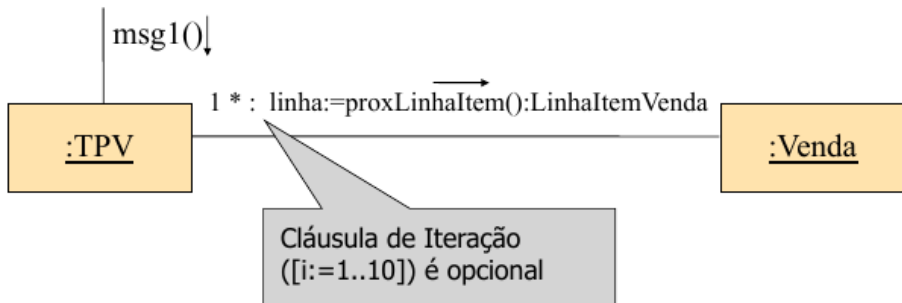 msg1()
1 * : linha:=proxLinhaItem():LinhaItemVenda
:TPV
:Venda
Cláusula de Iteração
([i:=1..10]) é opcional